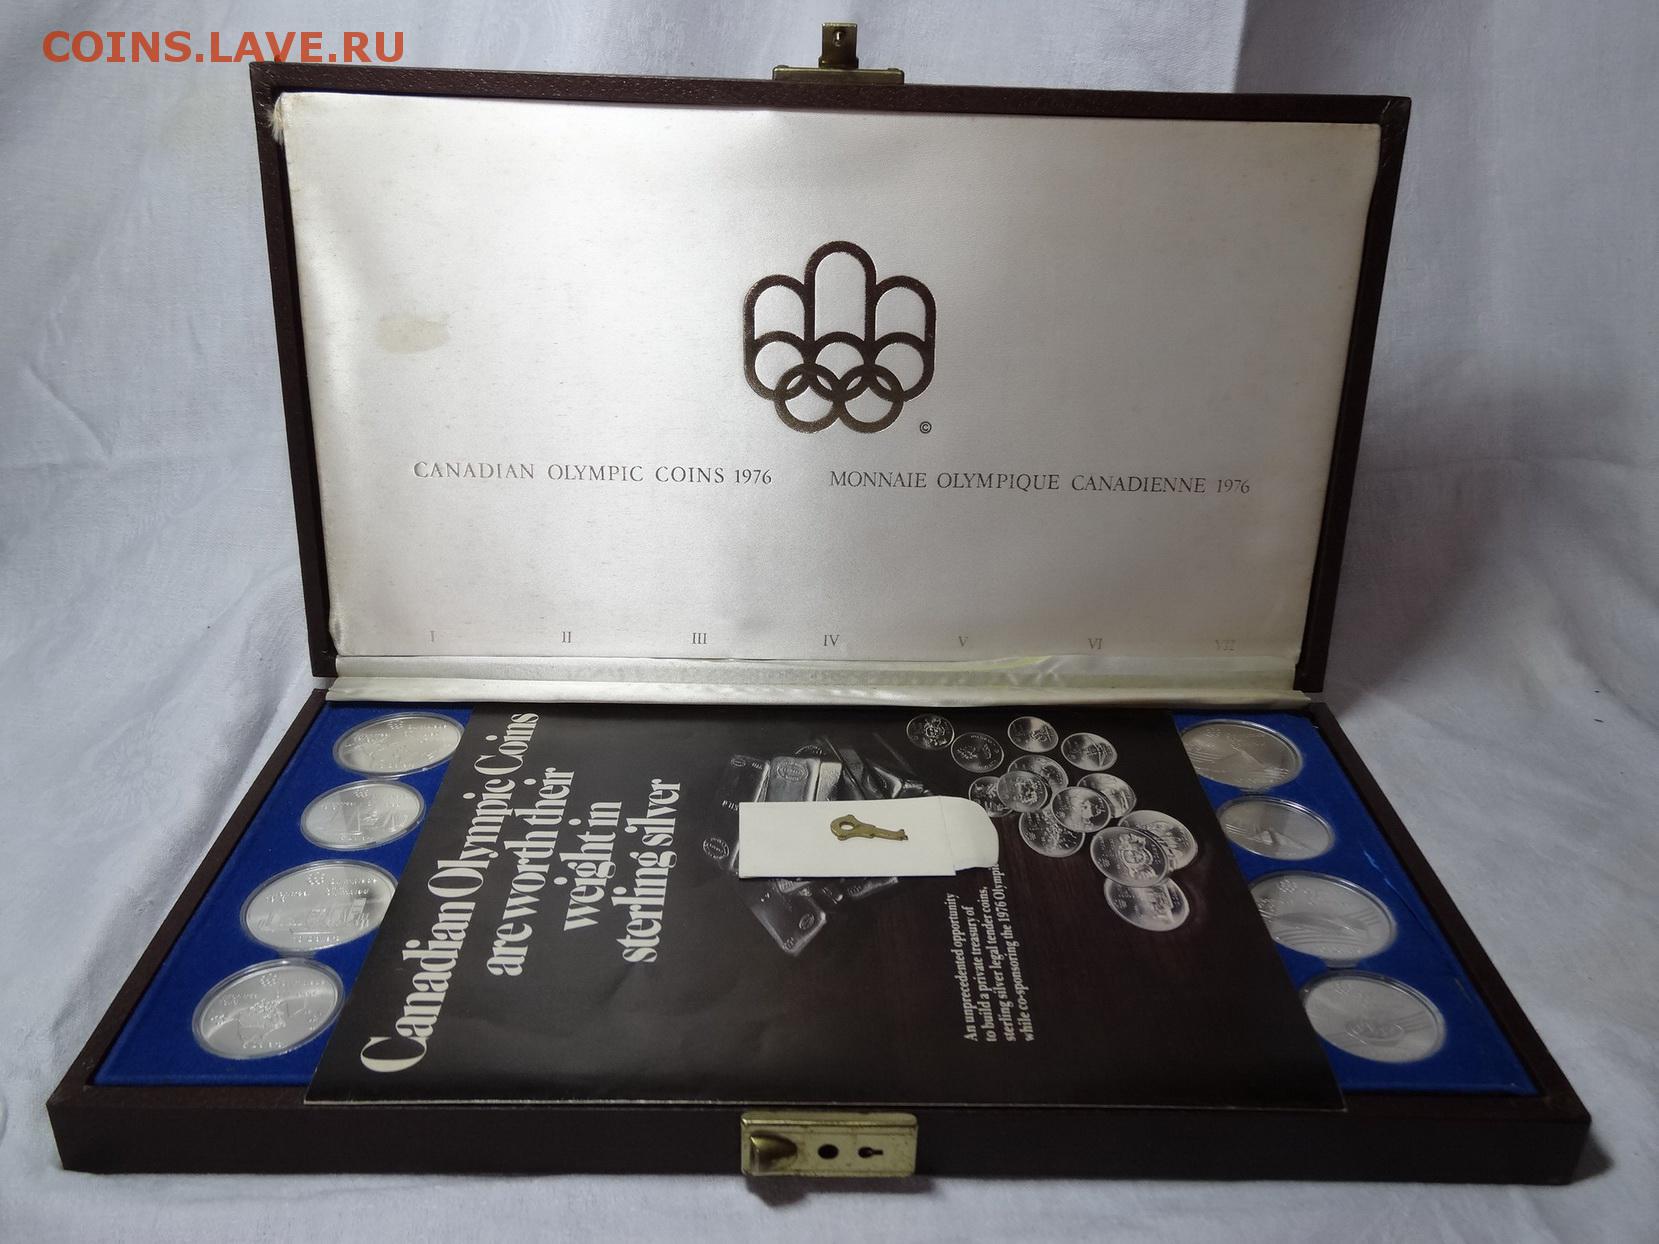 COINS.LAVE.RU
©
CANADIAN OLYMPIC COINS 1976
MONNAIE OLYMPIQUE CANADIENNE 1976
I II III IV V VI VII
Canadian Olympic Coins
are worth their
weight in
sterling silver
An unprecedented opportunity
to build a private treasury of
sterling silver legal tender coins,
while co-sponsoring the 1976 Olympic